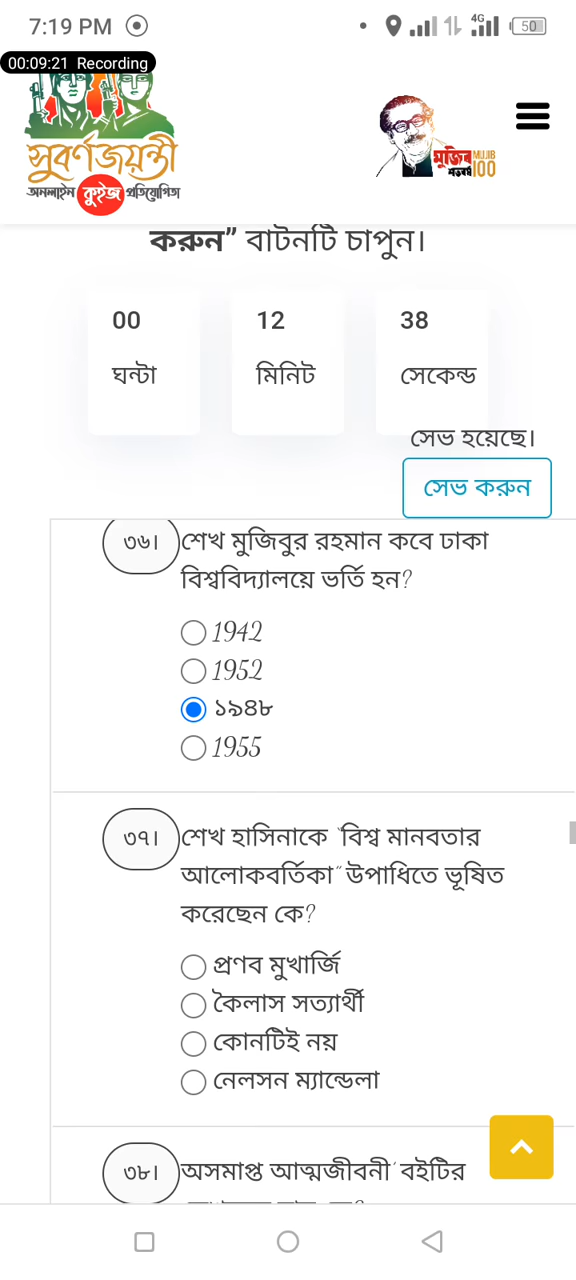 7:19 PM
4G
50
00:09:21 Recording
সুবর্ণজয়ন্তী
অনলাইন কুইজ প্রতিযোগিতা
মুজিব MUJIB
শতবর্ষ 100
করুন” বাটনটি চাপুন।
00 12 38
ঘন্টা মিনিট সেকেন্ড
সেভ হয়েছে।
সেভ করুন
৩৬। শেখ মুজিবুর রহমান কবে ঢাকা
বিশ্ববিদ্যালয়ে ভর্তি হন?
1942
1952
১৯৪৮
1955
৩৭। শেখ হাসিনাকে `বিশ্ব মানবতার
আলোকবর্তিকা” উপাধিতে ভূষিত
করেছেন কে?
প্রণব মুখার্জি
কৈলাস সত্যার্থী
কোনটিই নয়
নেলসন ম্যান্ডেলা
৩৮। অসমাপ্ত আত্মজীবনী’ বইটির